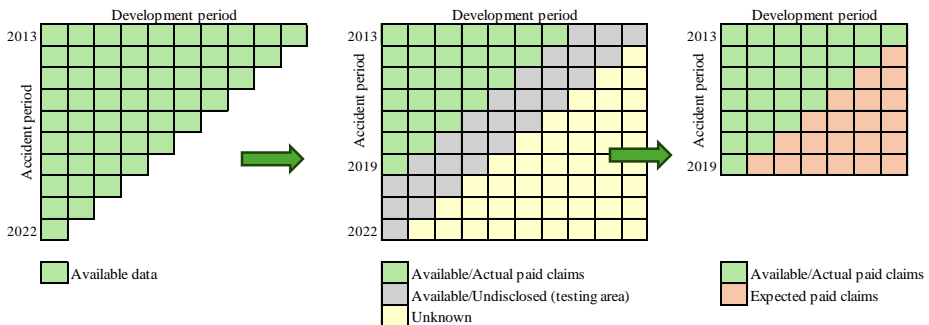 Development period
2013
Accident period
2022
Available data
Development period
2013
Accident period
2019
2022
Available/Actual paid claims
Available/Undisclosed (testing area)
Unknown
Development period
2013
Accident period
2019
Available/Actual paid claims
Expected paid claims